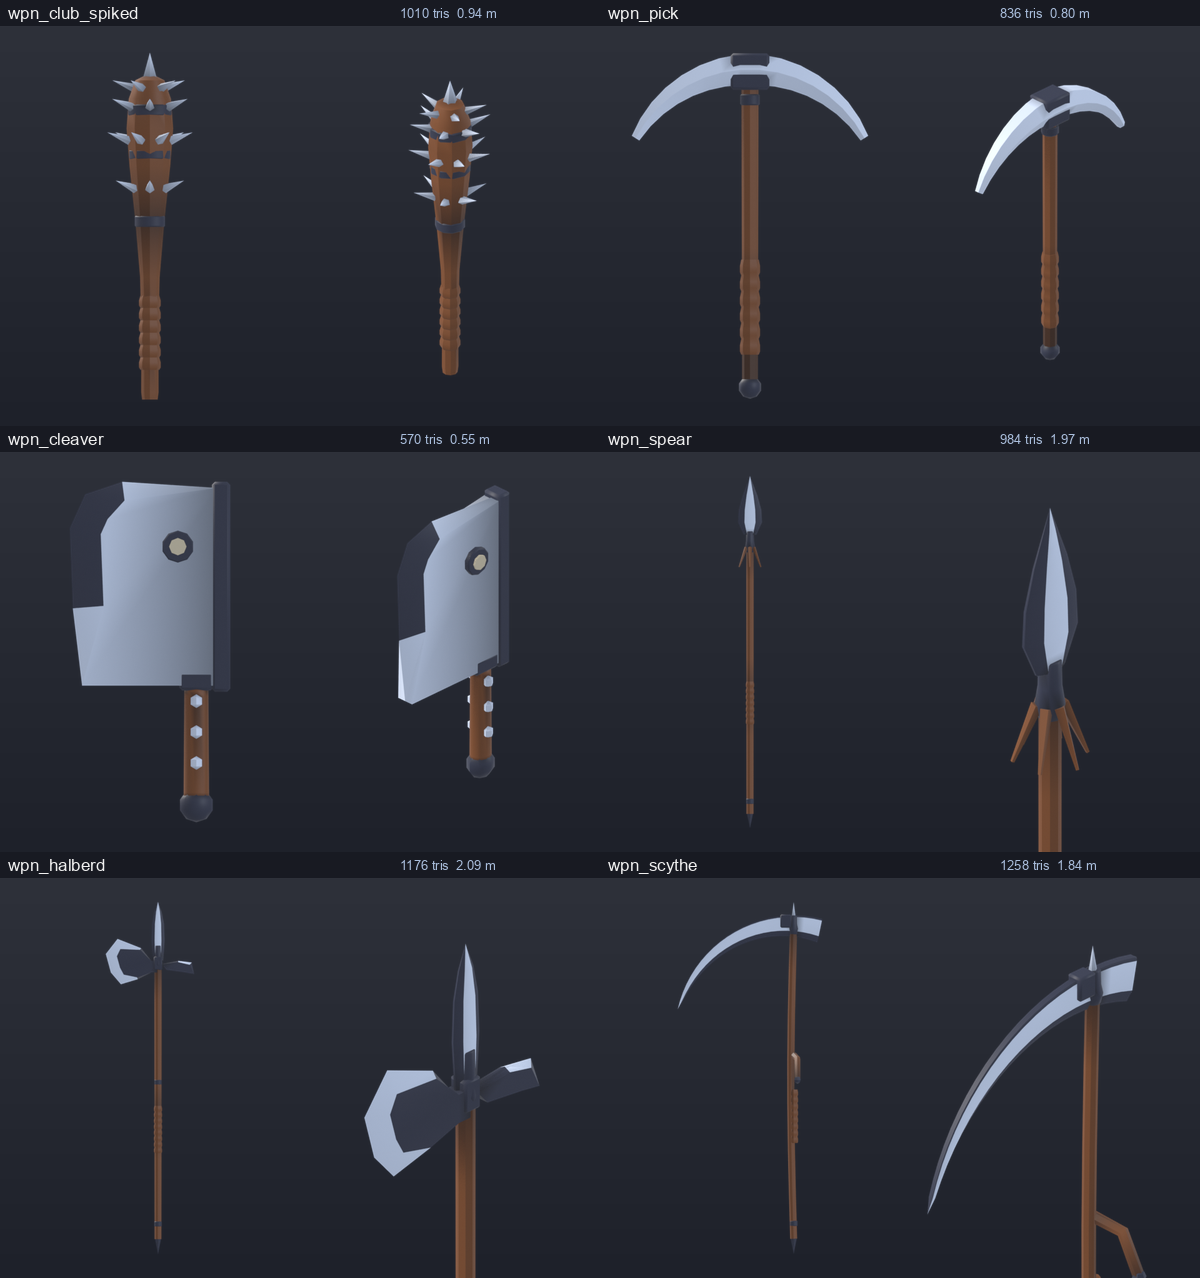 wpn_club_spiked 1010 tris 0.94 m
wpn_pick 836 tris 0.80 m
wpn_cleaver 570 tris 0.55 m
wpn_spear 984 tris 1.97 m
wpn_halberd 1176 tris 2.09 m
wpn_scythe 1258 tris 1.84 m